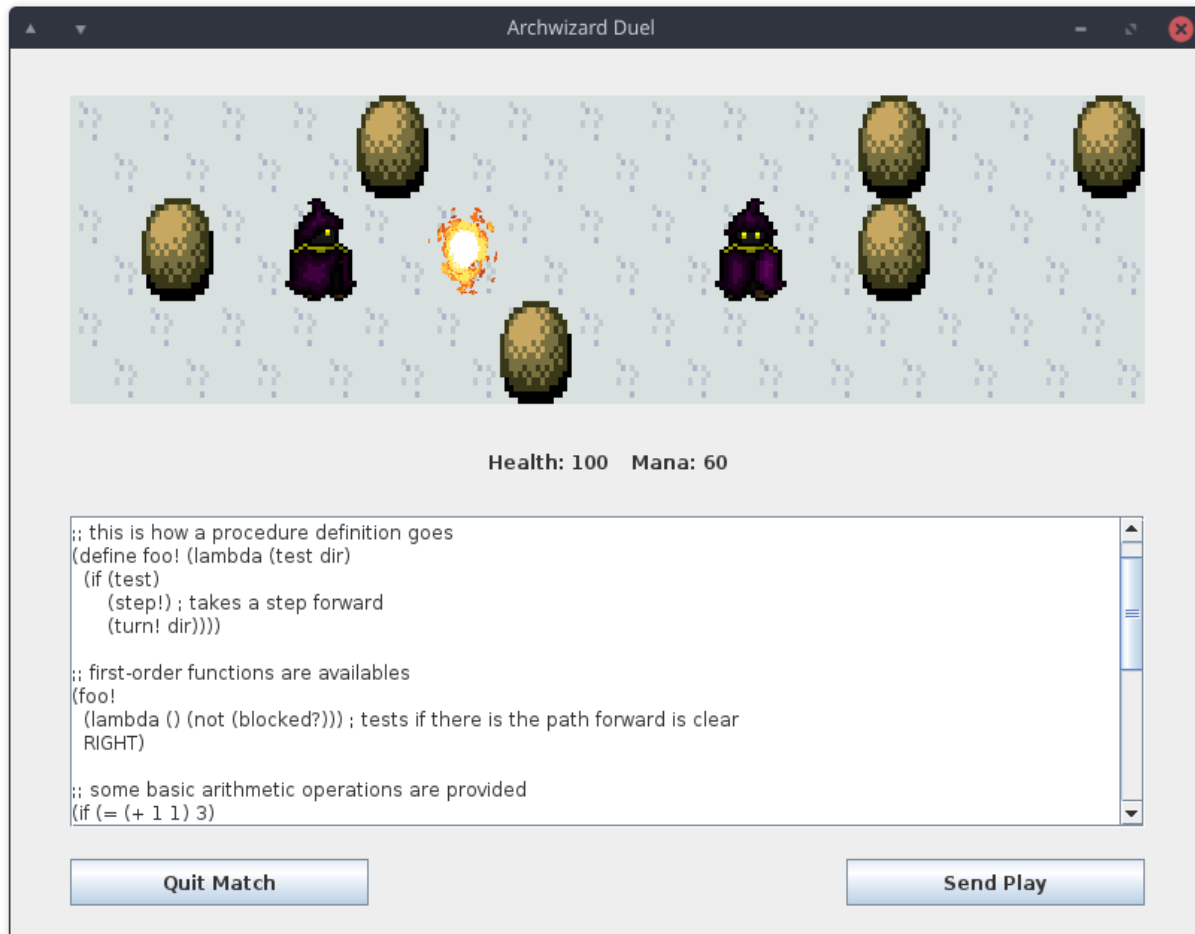 Archwizard Duel
Health: 100 Mana: 60
;; this is how a procedure definition goes
(define foo! (lambda (test dir)
  (if (test)
      (step!) ; takes a step forward
      (turn! dir))))
;; first-order functions are availables
(foo!
  (lambda () (not (blocked?))) ; tests if there is the path forward is clear
  RIGHT)
;; some basic arithmetic operations are provided
(if (= (+ 1 1) 3)
Quit Match
Send Play